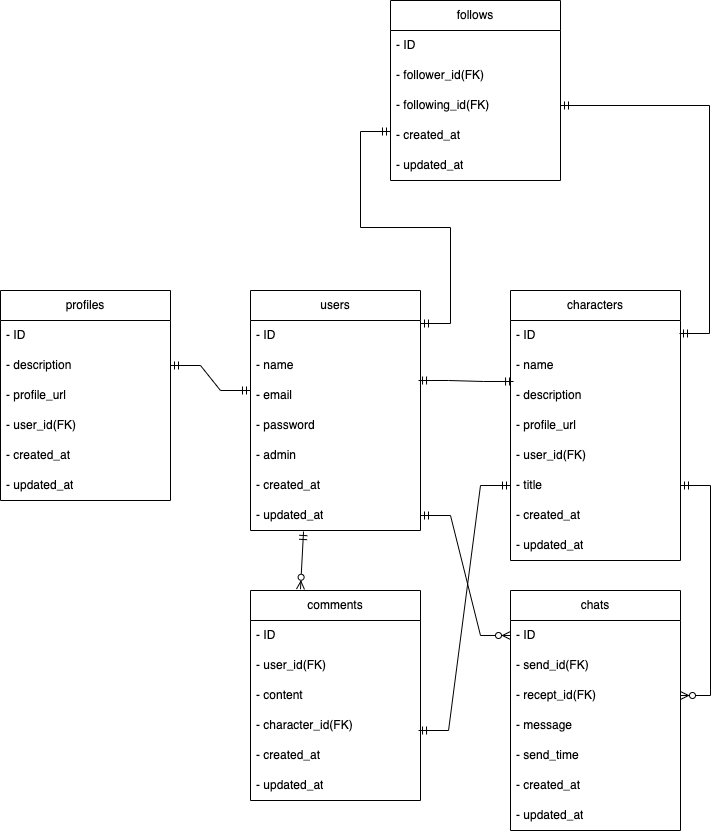 follows
- ID
- follower_id(FK)
- following_id(FK)
- created_at
- updated_at
profiles
- ID
- description
- profile_url
- user_id(FK)
- created_at
- updated_at
users
- ID
- name
- email
- password
- admin
- created_at
- updated_at
characters
- ID
- name
- description
- profile_url
- user_id(FK)
- title
- created_at
- updated_at
comments
- ID
- user_id(FK)
- content
- character_id(FK)
- created_at
- updated_at
chats
- ID
- send_id(FK)
- recept_id(FK)
- message
- send_time
- created_at
- updated_at